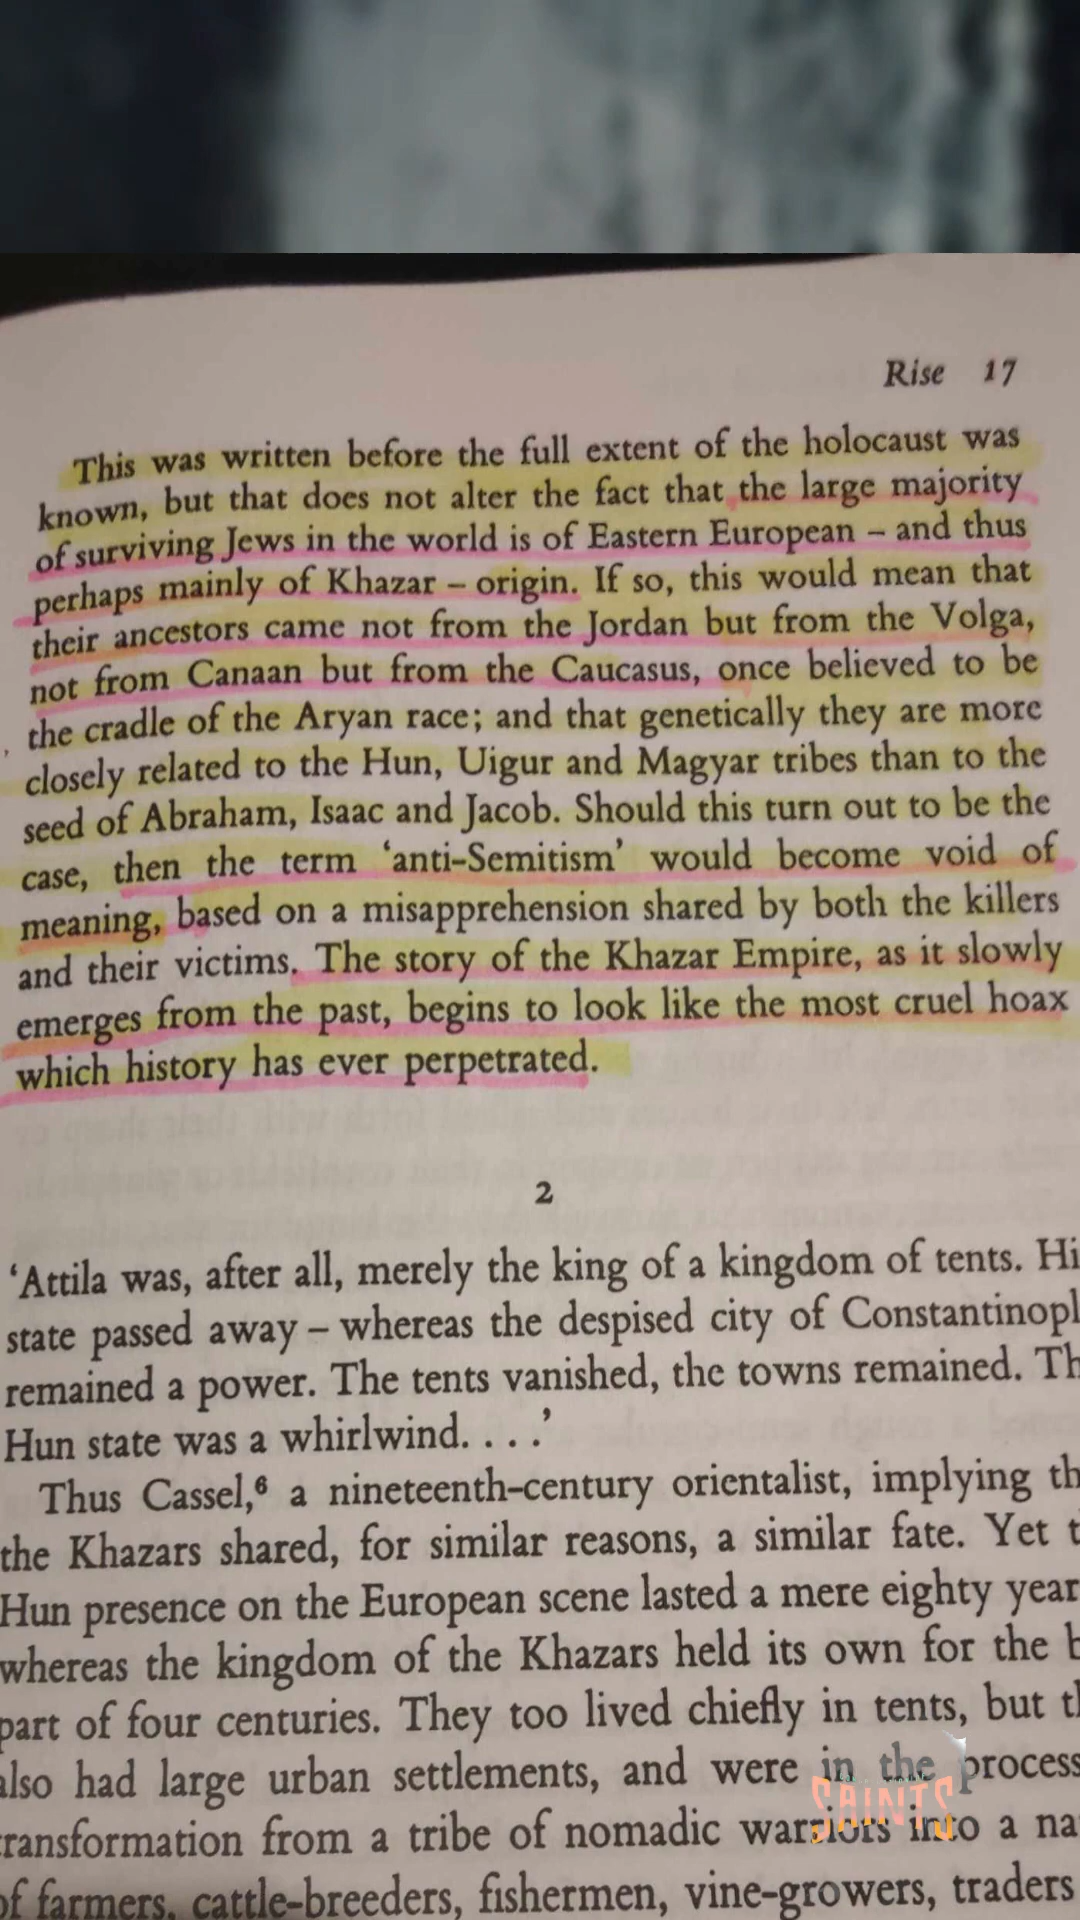 Rise 17
This was written before the full extent of the holocaust was
known, but that does not alter the fact that the large majority
of surviving Jews in the world is of Eastern European – and thus
perhaps mainly of Khazar – origin. If so, this would mean that
their ancestors came not from the Jordan but from the Volga,
not from Canaan but from the Caucasus, once believed to be
the cradle of the Aryan race; and that genetically they are more
closely related to the Hun, Uigur and Magyar tribes than to the
seed of Abraham, Isaac and Jacob. Should this turn out to be the
case, then the term ‘anti-Semitism’ would become void of
meaning, based on a misapprehension shared by both the killers
and their victims. The story of the Khazar Empire, as it slowly
emerges from the past, begins to look like the most cruel hoax
which history has ever perpetrated.
2
‘Attila was, after all, merely the king of a kingdom of tents. Hi
state passed away – whereas the despised city of Constantinopl
remained a power. The tents vanished, the towns remained. Th
Hun state was a whirlwind. . . .’
Thus Cassel,⁶ a nineteenth-century orientalist, implying th
the Khazars shared, for similar reasons, a similar fate. Yet t
Hun presence on the European scene lasted a mere eighty year
whereas the kingdom of the Khazars held its own for the b
part of four centuries. They too lived chiefly in tents, but th
also had large urban settlements, and were in the process
transformation from a tribe of nomadic warriors into a na
of farmers, cattle-breeders, fishermen, vine-growers, traders
SAINTS